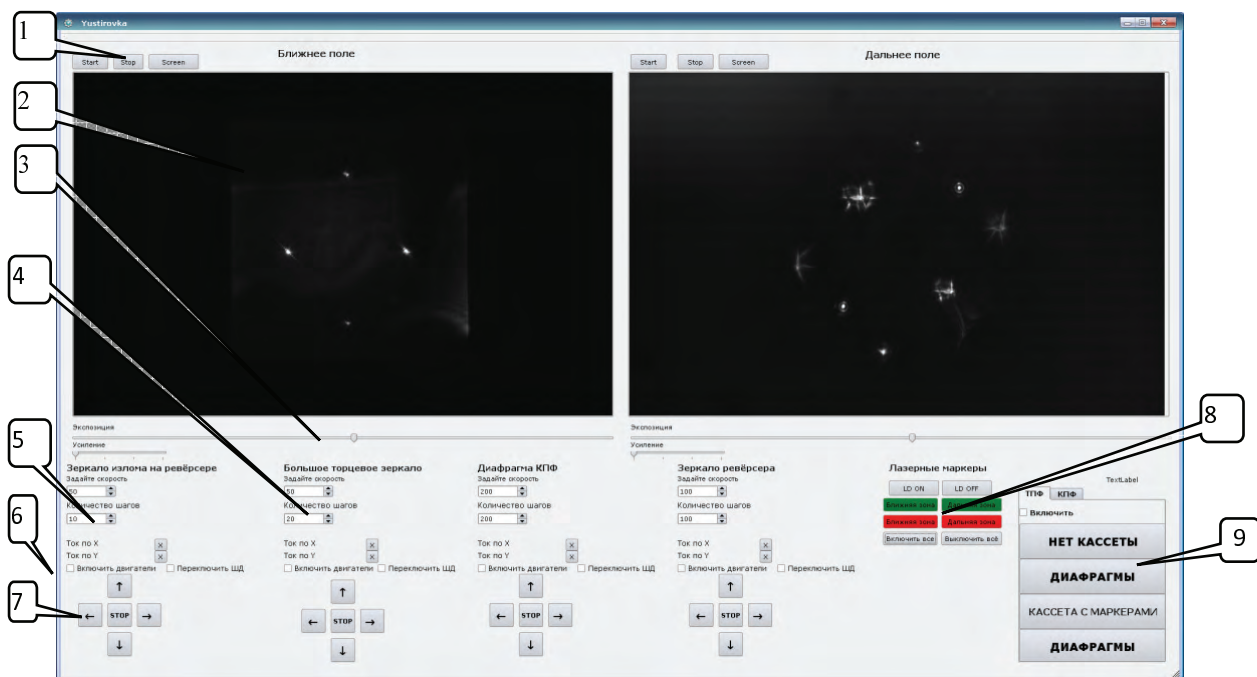 Yustirovka
1
2
3
4
5
6
7
8
9
Ближнее поле
Start Stop Screen
Дальнее поле
Start Stop Screen
Экспозиция
Усиление
Экспозиция
Усиление
Зеркало излома на ревёрсере
Задайте скорость
50
Количество шагов
10
Ток по X x
Ток по Y x
Включить двигатели Переключить ШД
↑
← STOP →
↓
Большое торцевое зеркало
Задайте скорость
50
Количество шагов
20
Ток по X x
Ток по Y x
Включить двигатели Переключить ШД
↑
← STOP →
↓
Диафрагма КПФ
Задайте скорость
200
Количество шагов
200
Ток по X x
Ток по Y x
Включить двигатели Переключить ШД
↑
← STOP →
↓
Зеркало ревёрсера
Задайте скорость
100
Количество шагов
100
Ток по X x
Ток по Y x
Включить двигатели Переключить ШД
↑
← STOP →
↓
Лазерные маркеры
LD ON LD OFF
Ближняя зона Дальняя зона
Ближняя зона Дальняя зона
Включить все Выключить всё
TextLabel
ТПФ КПФ
Включить
НЕТ КАССЕТЫ
ДИАФРАГМЫ
КАССЕТА С МАРКЕРАМИ
ДИАФРАГМЫ